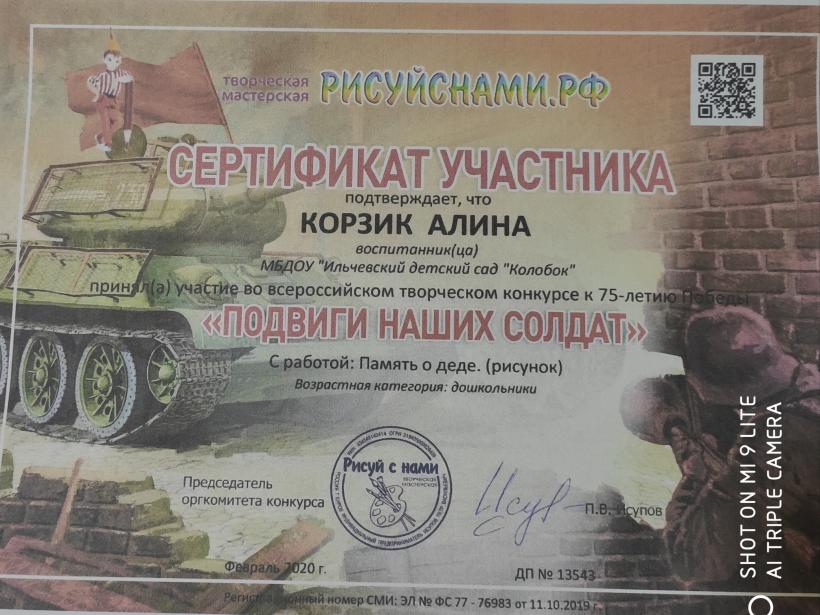 творческая
мастерская
РИСУЙСНАМИ.РФ
СЕРТИФИКАТ УЧАСТНИКА
подтверждает, что
КОРЗИК АЛИНА
воспитанник(ца)
МБДОУ "Ильчевский детский сад "Колобок"
принял(а) участие во всероссийском творческом конкурсе к 75-летию Победы
«ПОДВИГИ НАШИХ СОЛДАТ»
С работой: Память о деде. (рисунок)
Возрастная категория: дошкольники
Рисуй с нами
ТВОРЧЕСКАЯ
МАСТЕРСКАЯ
Председатель
оргкомитета конкурса
П.В. Исупов
Февраль 2020 г.
ДП № 13543
Регистрационный номер СМИ: ЭЛ № ФС 77 - 76983 от 11.10.2019 г.
SHOT ON MI 9 LITE
AI TRIPLE CAMERA